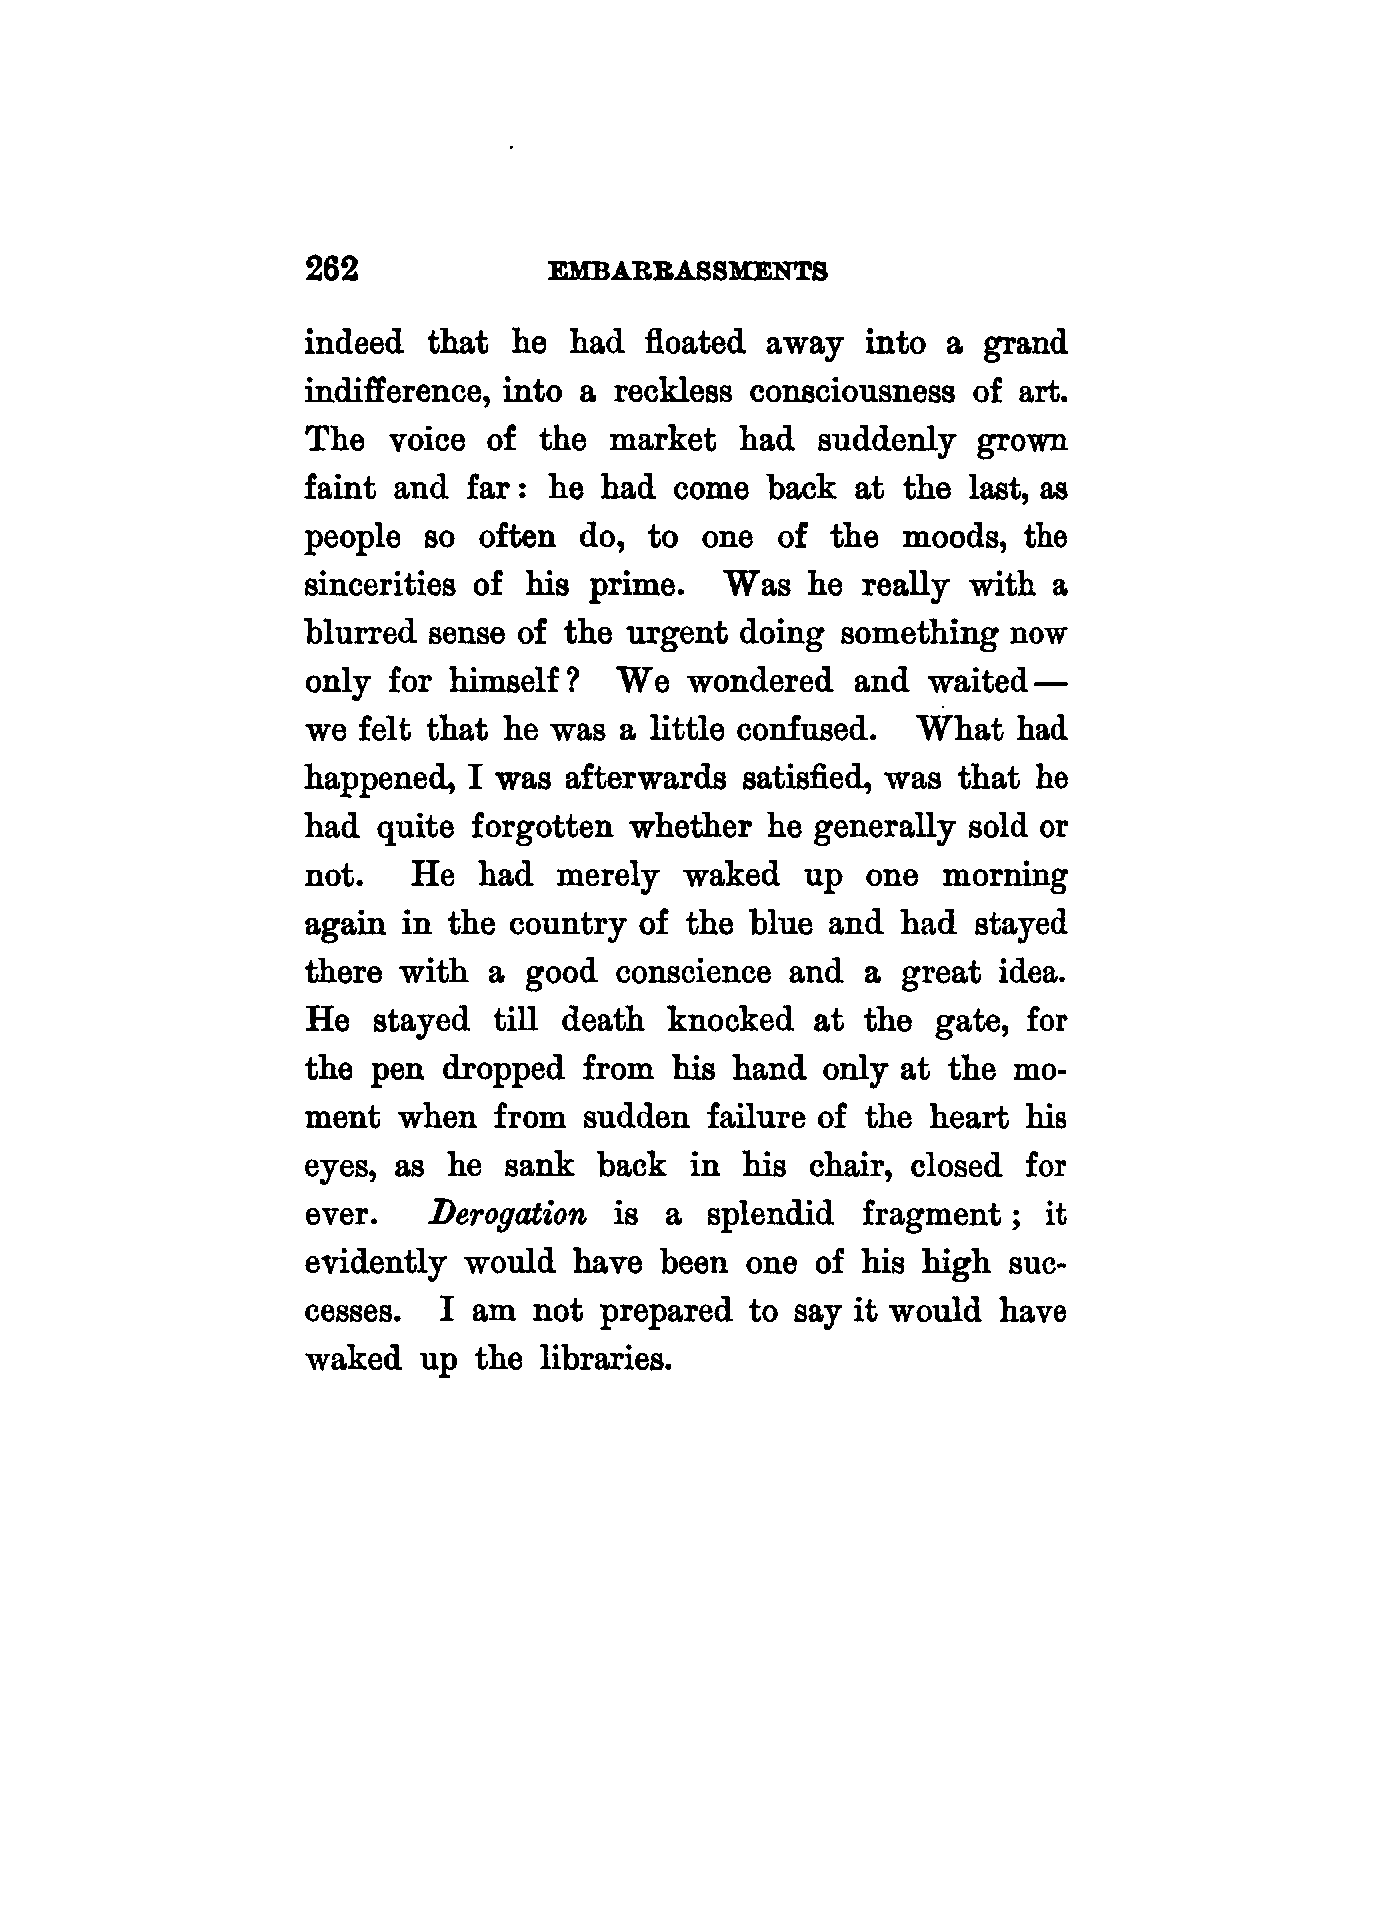 262 EMBARRASSMENTS
indeed that he had floated away into a grand
indifference, into a reckless consciousness of art.
The voice of the market had suddenly grown
faint and far: he had come back at the last, as
people so often do, to one of the moods, the
sincerities of his prime. Was he really with a
blurred sense of the urgent doing something now
only for himself? We wondered and waited—
we felt that he was a little confused. What had
happened, I was afterwards satisfied, was that he
had quite forgotten whether he generally sold or
not. He had merely waked up one morning
again in the country of the blue and had stayed
there with a good conscience and a great idea.
He stayed till death knocked at the gate, for
the pen dropped from his hand only at the mo-
ment when from sudden failure of the heart his
eyes, as he sank back in his chair, closed for
ever. Derogation is a splendid fragment; it
evidently would have been one of his high suc-
cesses. I am not prepared to say it would have
waked up the libraries.